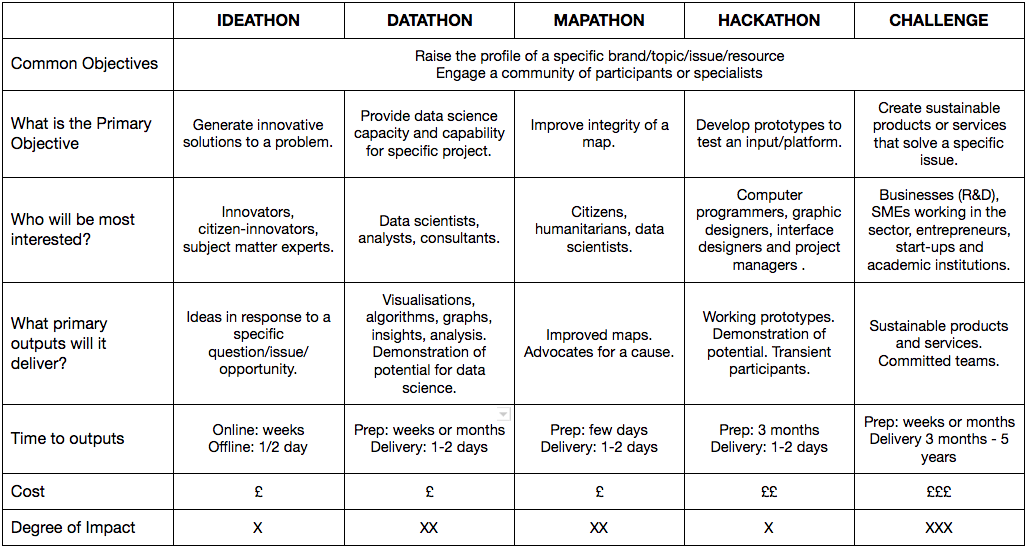 IDEATHON DATATHON MAPATHON HACKATHON CHALLENGE
Common Objectives
Raise the profile of a specific brand/topic/issue/resource
Engage a community of participants or specialists
What is the Primary
Objective
Generate innovative
solutions to a problem.
Provide data science
capacity and capability
for specific project.
Improve integrity of a
map.
Develop prototypes to
test an input/platform.
Create sustainable
products or services
that solve a specific
issue.
Who will be most
interested?
Innovators,
citizen-innovators,
subject matter experts.
Data scientists,
analysts, consultants.
Citizens,
humanitarians, data
scientists.
Computer
programmers, graphic
designers, interface
designers and project
managers .
Businesses (R&D),
SMEs working in the
sector, entrepreneurs,
start-ups and
academic institutions.
What primary
outputs will it
deliver?
Ideas in response to a
specific
question/issue/
opportunity.
Visualisations,
algorithms, graphs,
insights, analysis.
Demonstration of
potential for data
science.
Improved maps.
Advocates for a cause.
Working prototypes.
Demonstration of
potential. Transient
participants.
Sustainable products
and services.
Committed teams.
Time to outputs
Online: weeks
Offline: 1/2 day
Prep: weeks or months
Delivery: 1-2 days
Prep: few days
Delivery: 1-2 days
Prep: 3 months
Delivery: 1-2 days
Prep: weeks or months
Delivery 3 months - 5
years
Cost £ £ £ ££ £££
Degree of Impact X XX XX X XXX